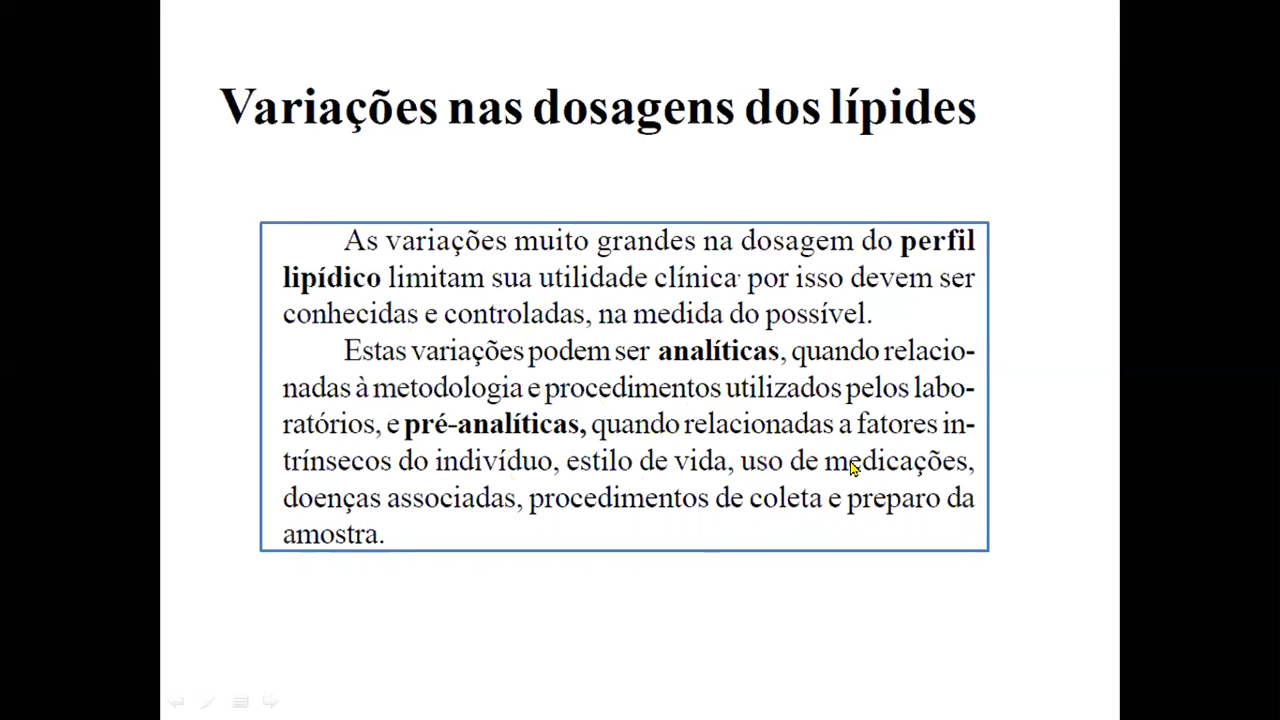 Variações nas dosagens dos lípides
As variações muito grandes na dosagem do perfil
lipídico limitam sua utilidade clínica por isso devem ser
conhecidas e controladas, na medida do possível.
Estas variações podem ser analíticas, quando relacio-
nadas à metodologia e procedimentos utilizados pelos labo-
ratórios, e pré-analíticas, quando relacionadas a fatores in-
trínsecos do indivíduo, estilo de vida, uso de medicações,
doenças associadas, procedimentos de coleta e preparo da
amostra.